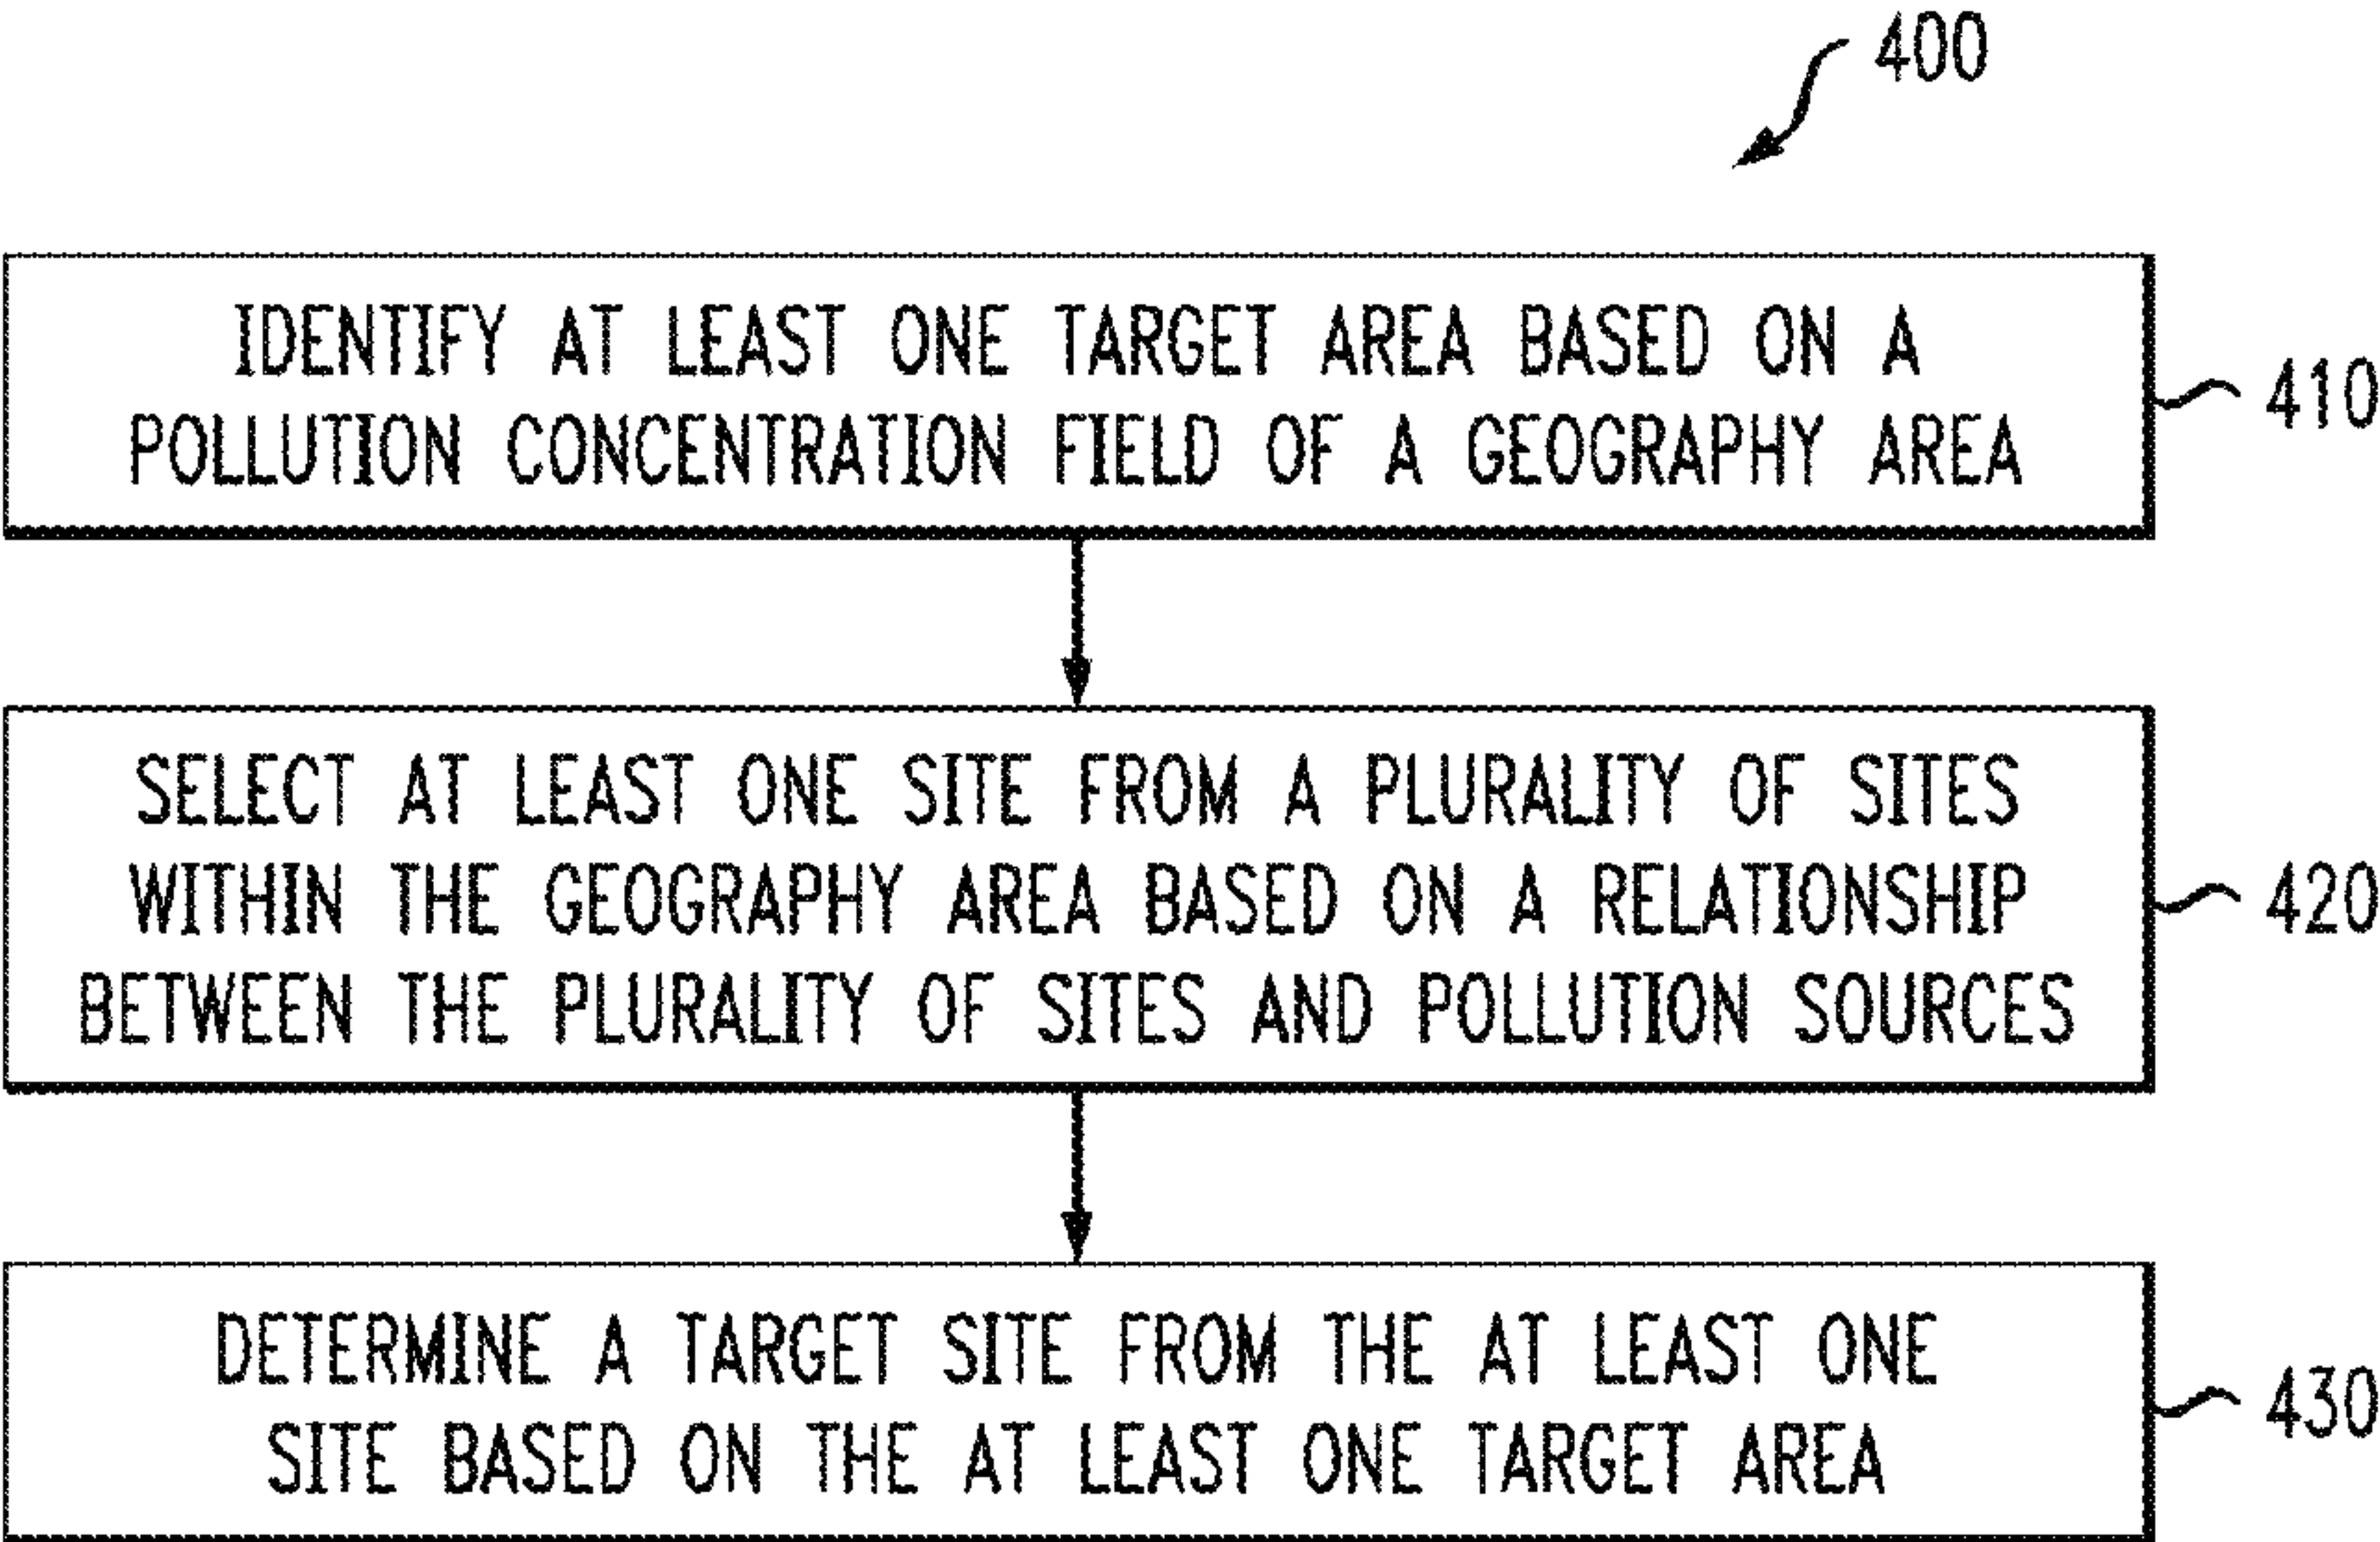 400
IDENTIFY AT LEAST ONE TARGET AREA BASED ON A
POLLUTION CONCENTRATION FIELD OF A GEOGRAPHY AREA
410
SELECT AT LEAST ONE SITE FROM A PLURALITY OF SITES
WITHIN THE GEOGRAPHY AREA BASED ON A RELATIONSHIP
BETWEEN THE PLURALITY OF SITES AND POLLUTION SOURCES
420
DETERMINE A TARGET SITE FROM THE AT LEAST ONE
SITE BASED ON THE AT LEAST ONE TARGET AREA
430